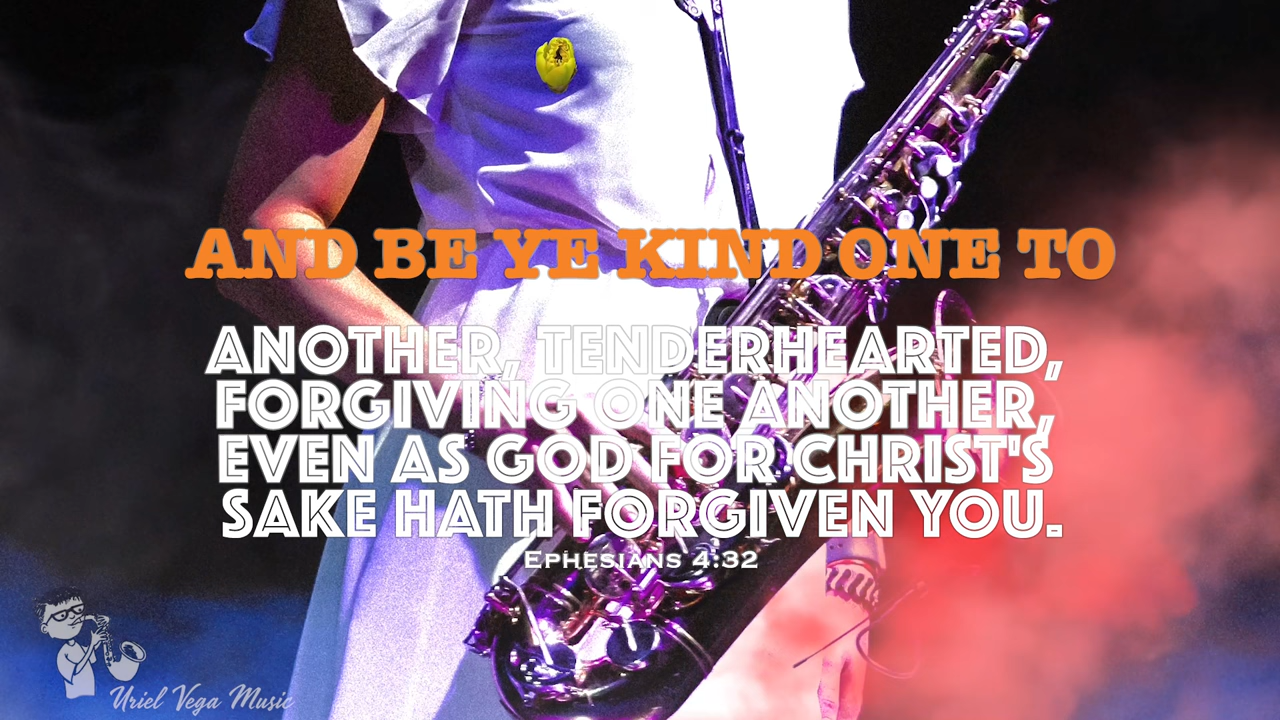 AND BE YE KIND ONE TO
ANOTHER, TENDERHEARTED,
FORGIVING ONE ANOTHER,
EVEN AS GOD FOR CHRIST'S
SAKE HATH FORGIVEN YOU.
EPHESIANS 4:32
Uriel Vega Music